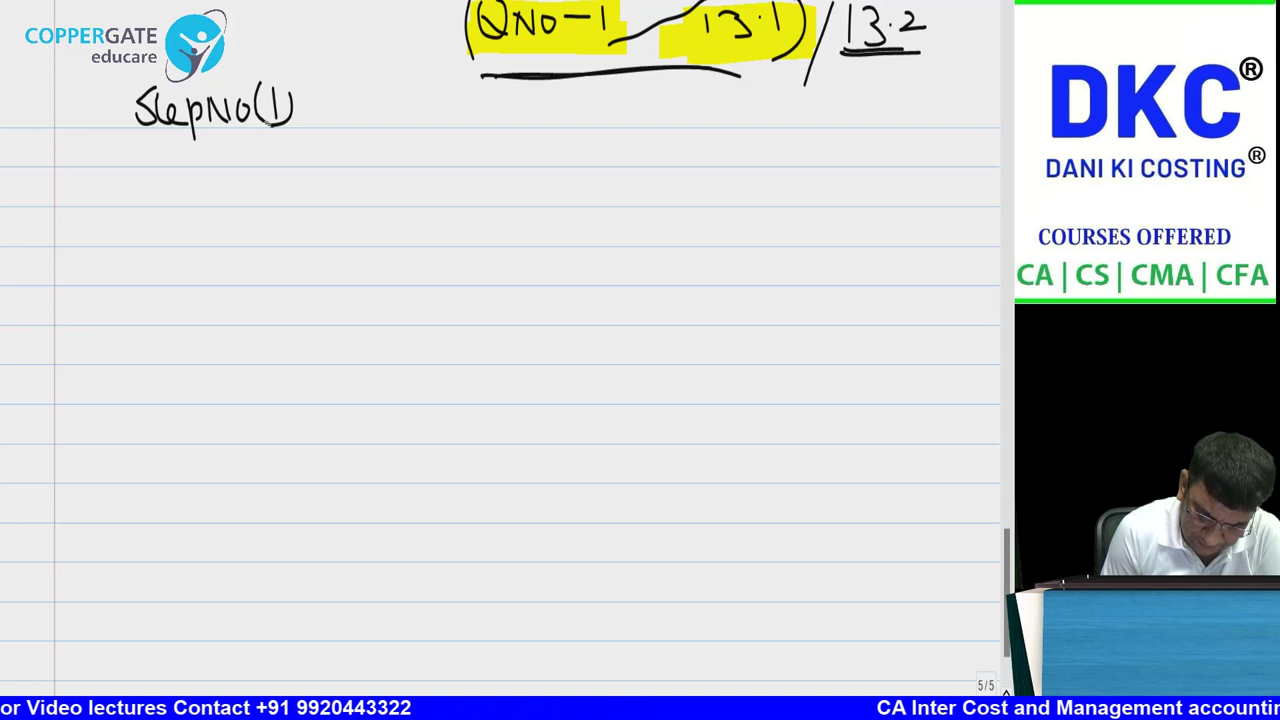 COPPERGATE
educare
(QNO-1 13.1) / 13.2
StepNo(1)
DKC®
DANI KI COSTING®
COURSES OFFERED
CA | CS | CMA | CFA
5/5
or Video lectures Contact +91 9920443322
CA Inter Cost and Management accountin